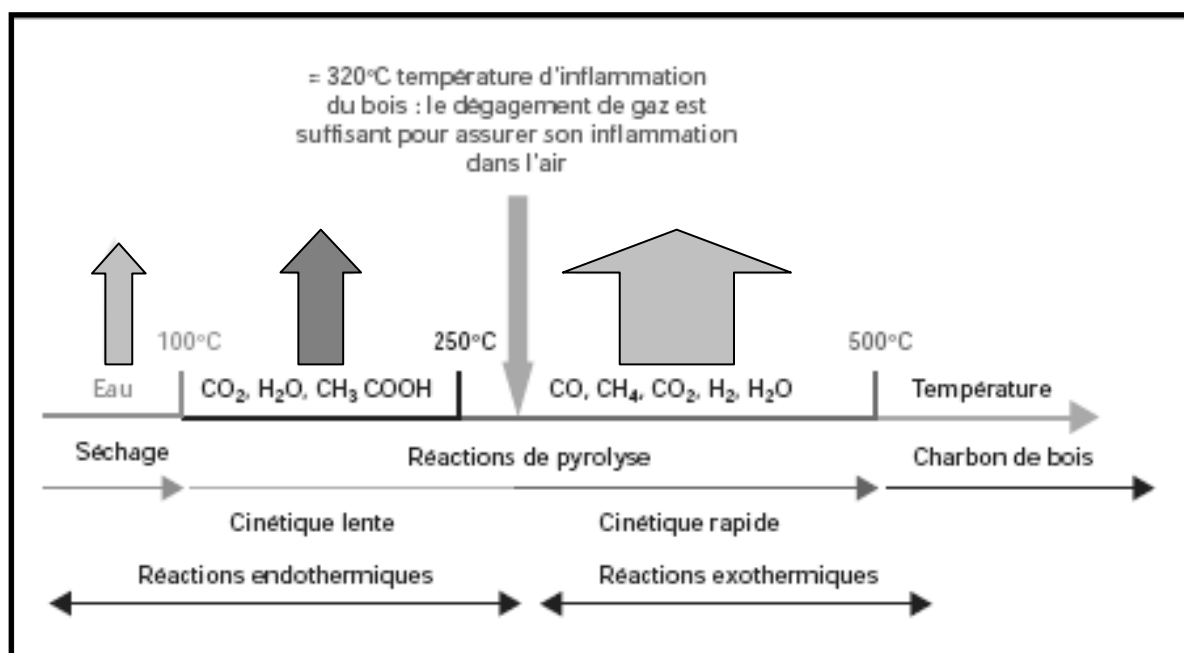 = 320°C température d'inflammation
du bois : le dégagement de gaz est
suffisant pour assurer son inflammation
dans l'air
100°C
250°C
500°C
Eau
CO₂, H₂O, CH₃ COOH
CO, CH₄, CO₂, H₂, H₂O
Température
Séchage
Réactions de pyrolyse
Charbon de bois
Cinétique lente
Cinétique rapide
Réactions endothermiques
Réactions exothermiques